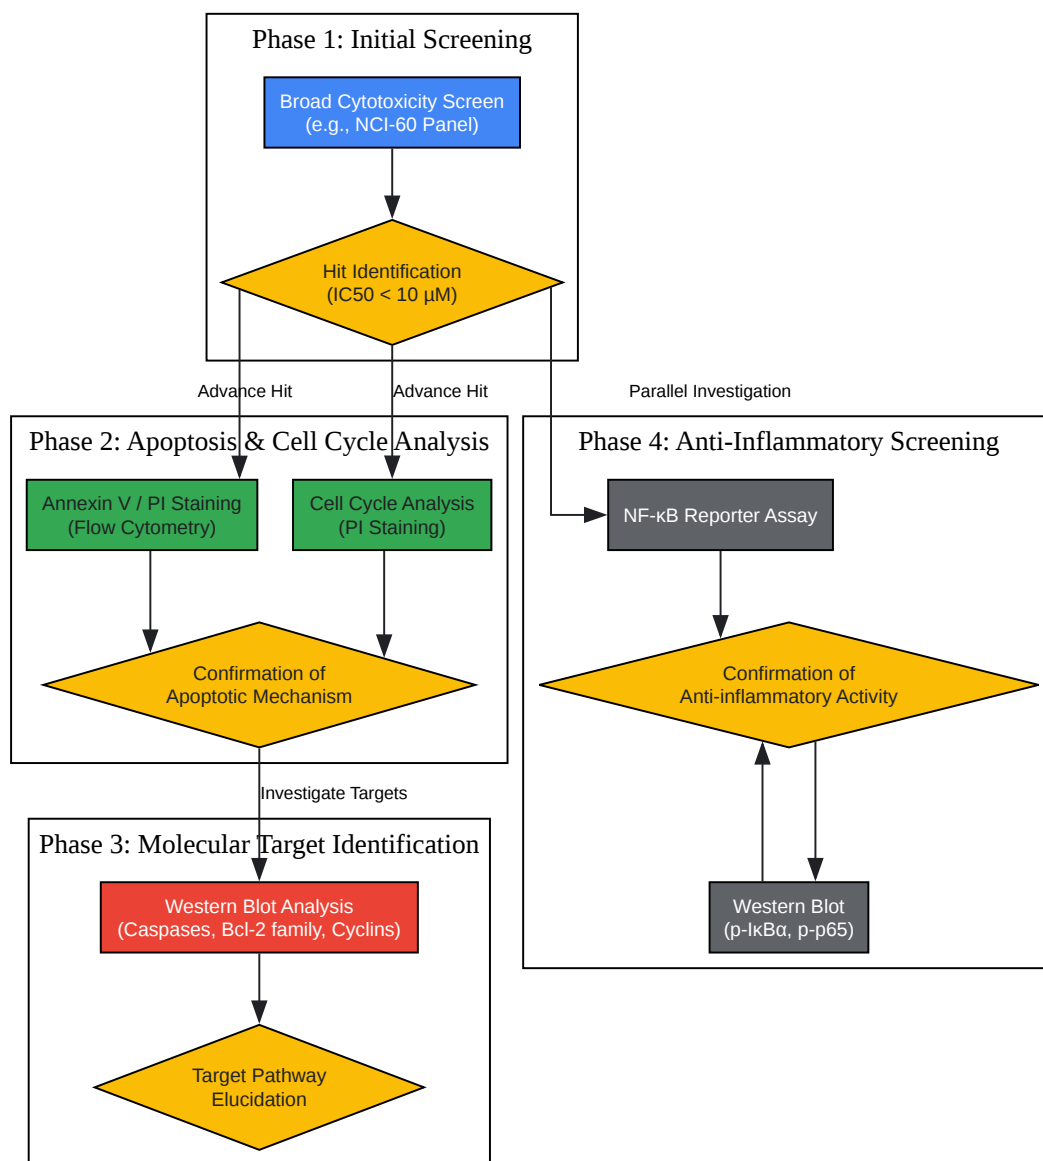 Phase 1: Initial Screening
Broad Cytotoxicity Screen
(e.g., NCI-60 Panel)
Hit Identification
(IC50 < 10 µM)
Advance Hit
Advance Hit
Parallel Investigation
Phase 2: Apoptosis & Cell Cycle Analysis
Annexin V / PI Staining
(Flow Cytometry)
Cell Cycle Analysis
(PI Staining)
Confirmation of
Apoptotic Mechanism
Investigate Targets
Phase 3: Molecular Target Identification
Western Blot Analysis
(Caspases, Bcl-2 family, Cyclins)
Target Pathway
Elucidation
Phase 4: Anti-Inflammatory Screening
NF-κB Reporter Assay
Confirmation of
Anti-inflammatory Activity
Western Blot
(p-IκBα, p-p65)